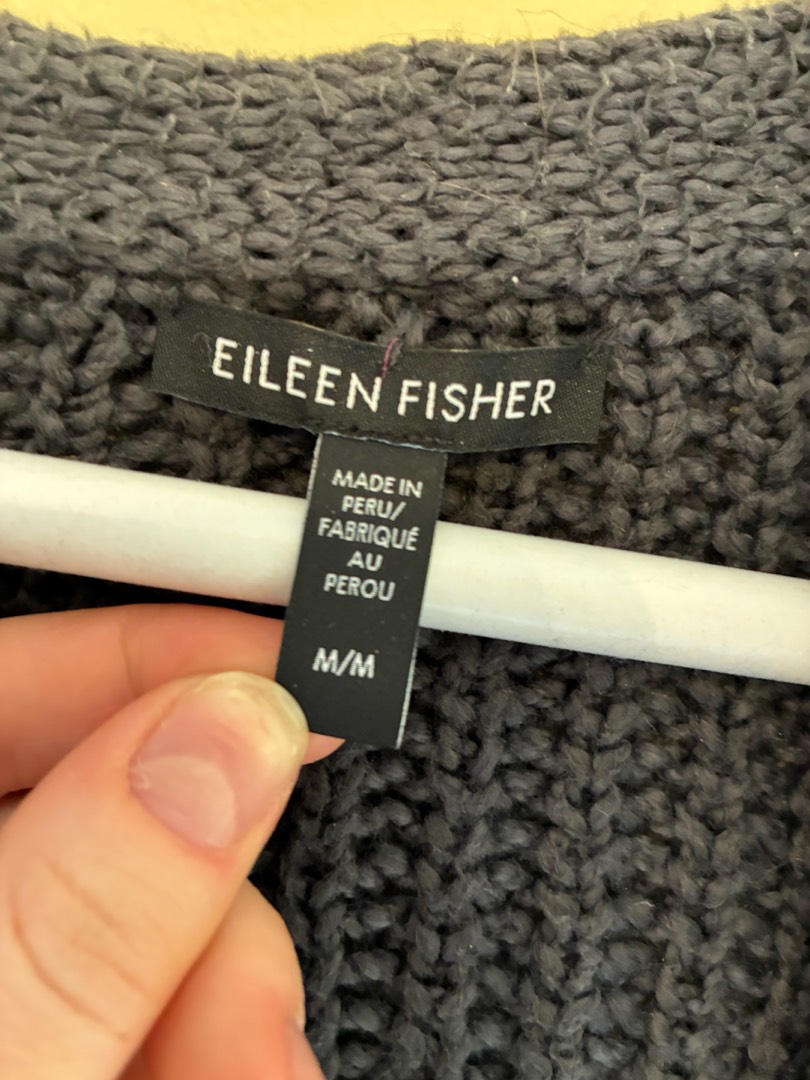 EILEEN FISHER
MADE IN
PERU/
FABRIQUÉ
AU
PEROU
M/M